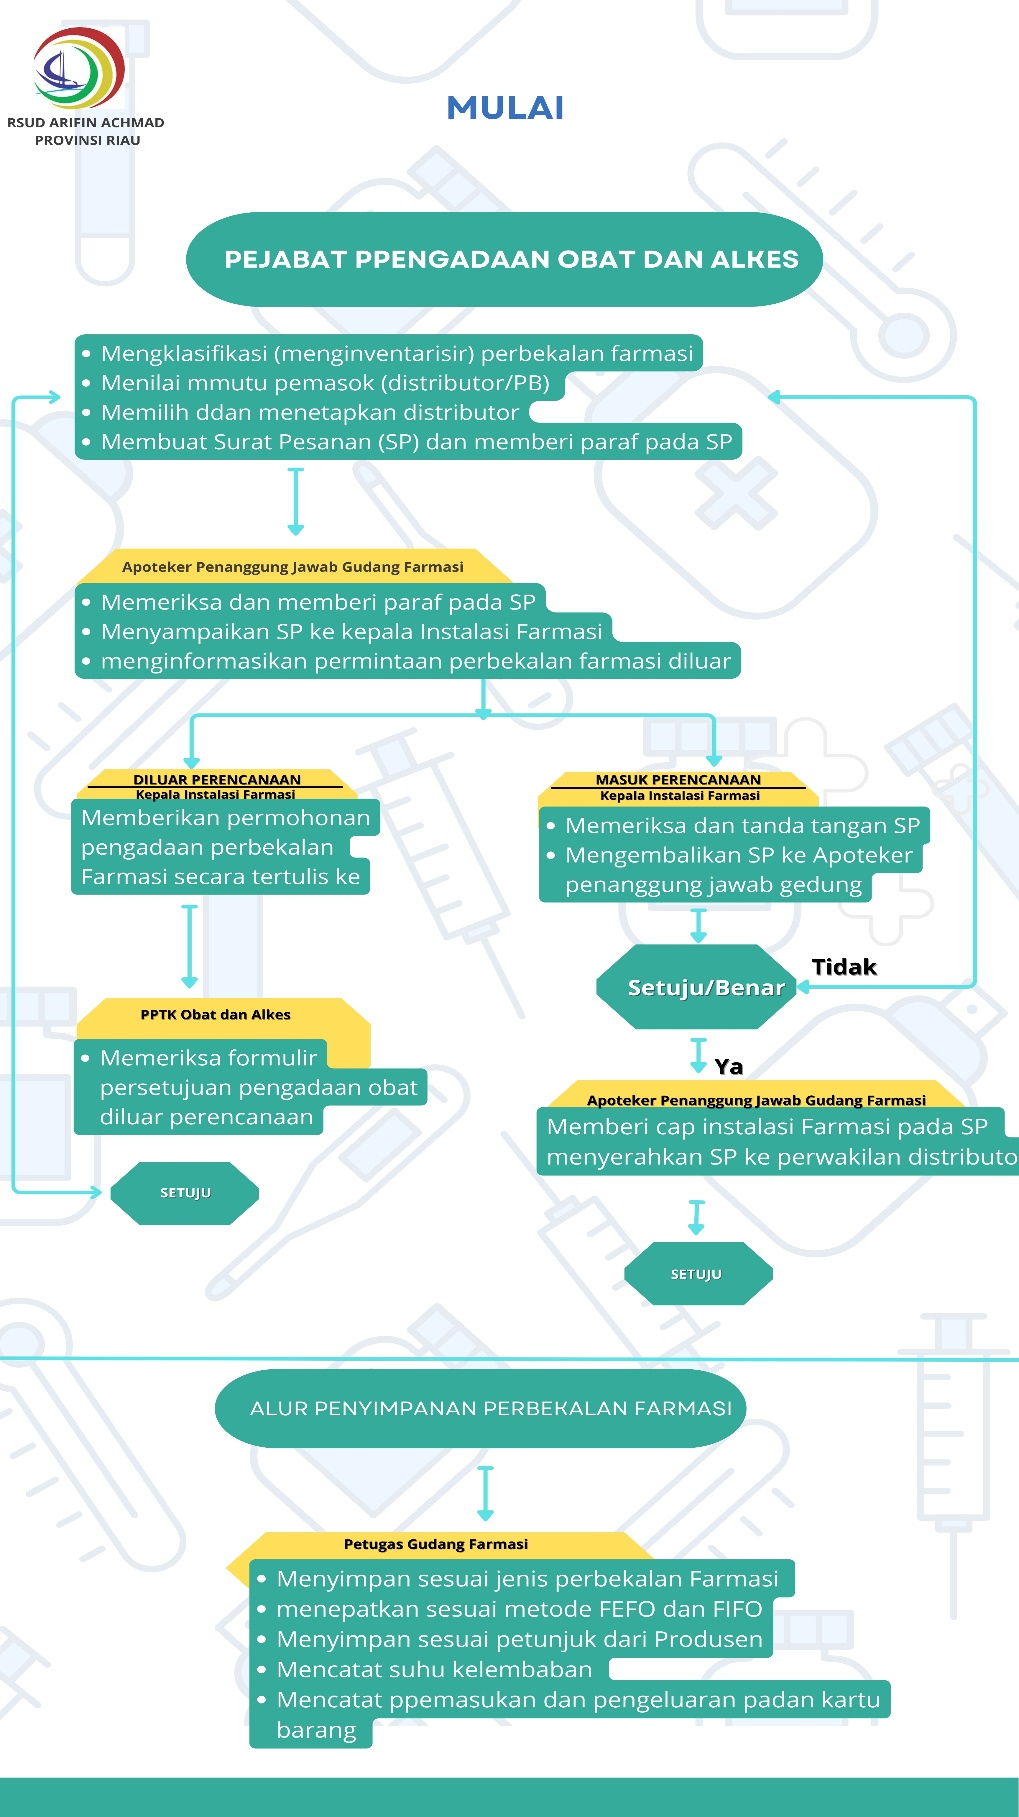 RSUD ARIFIN ACHMAD
PROVINSI RIAU
MULAI
PEJABAT PPENGADAAN OBAT DAN ALKES
• Mengklasifikasi (menginventarisir) perbekalan farmasi
• Menilai mmutu pemasok (distributor/PB)
• Memilih ddan menetapkan distributor
• Membuat Surat Pesanan (SP) dan memberi paraf pada SP
Apoteker Penanggung Jawab Gudang Farmasi
• Memeriksa dan memberi paraf pada SP
• Menyampaikan SP ke kepala Instalasi Farmasi
• menginformasikan permintaan perbekalan farmasi diluar
DILUAR PERENCANAAN
Kepala Instalasi Farmasi
Memberikan permohonan
pengadaan perbekalan
Farmasi secara tertulis ke
PPTK Obat dan Alkes
• Memeriksa formulir
persetujuan pengadaan obat
diluar perencanaan
SETUJU
MASUK PERENCANAAN
Kepala Instalasi Farmasi
• Memeriksa dan tanda tangan SP
• Mengembalikan SP ke Apoteker
penanggung jawab gedung
Setuju/Benar
Tidak
Ya
Apoteker Penanggung Jawab Gudang Farmasi
Memberi cap instalasi Farmasi pada SP
menyerahkan SP ke perwakilan distributo
SETUJU
ALUR PENYIMPANAN PERBEKALAN FARMASI
Petugas Gudang Farmasi
• Menyimpan sesuai jenis perbekalan Farmasi
• menepatkan sesuai metode FEFO dan FIFO
• Menyimpan sesuai petunjuk dari Produsen
• Mencatat suhu kelembaban
• Mencatat ppemasukan dan pengeluaran padan kartu
barang